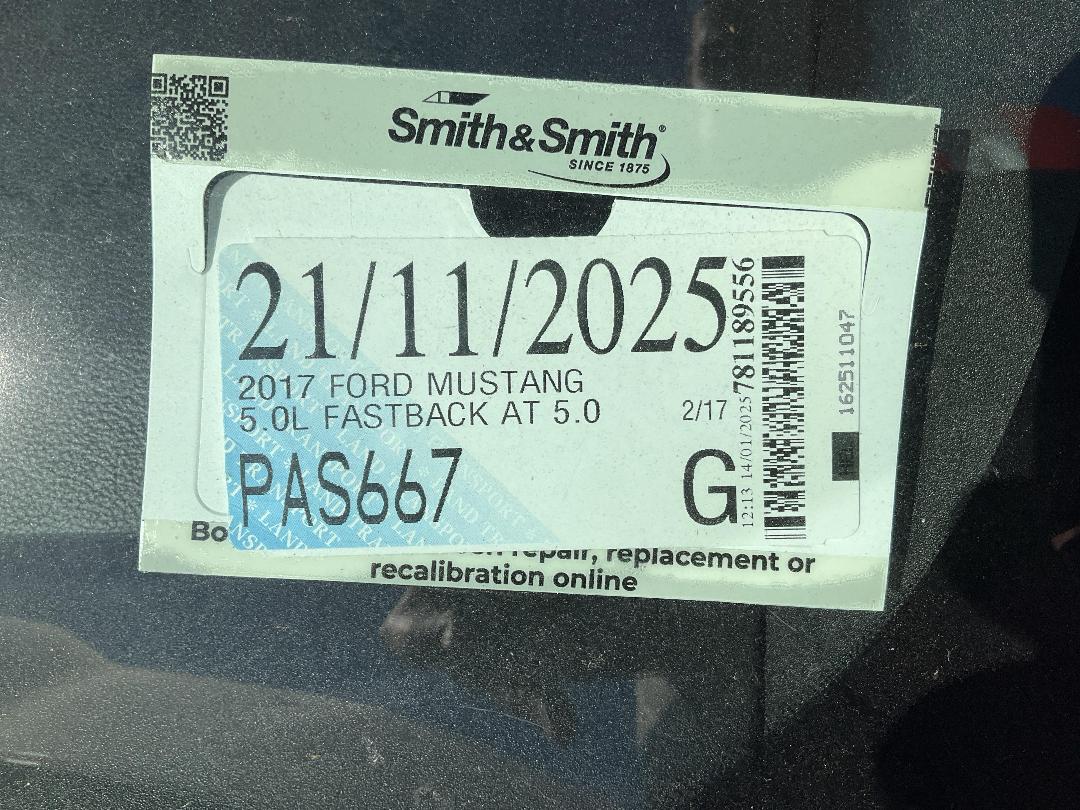 Smith&Smith®
SINCE 1875
21/11/2025
2017 FORD MUSTANG
5.0L FASTBACK AT 5.0
2/17
PAS667
G
12:13 14/01/2025 781189556
162511047
Bo
repair, replacement or
recalibration online